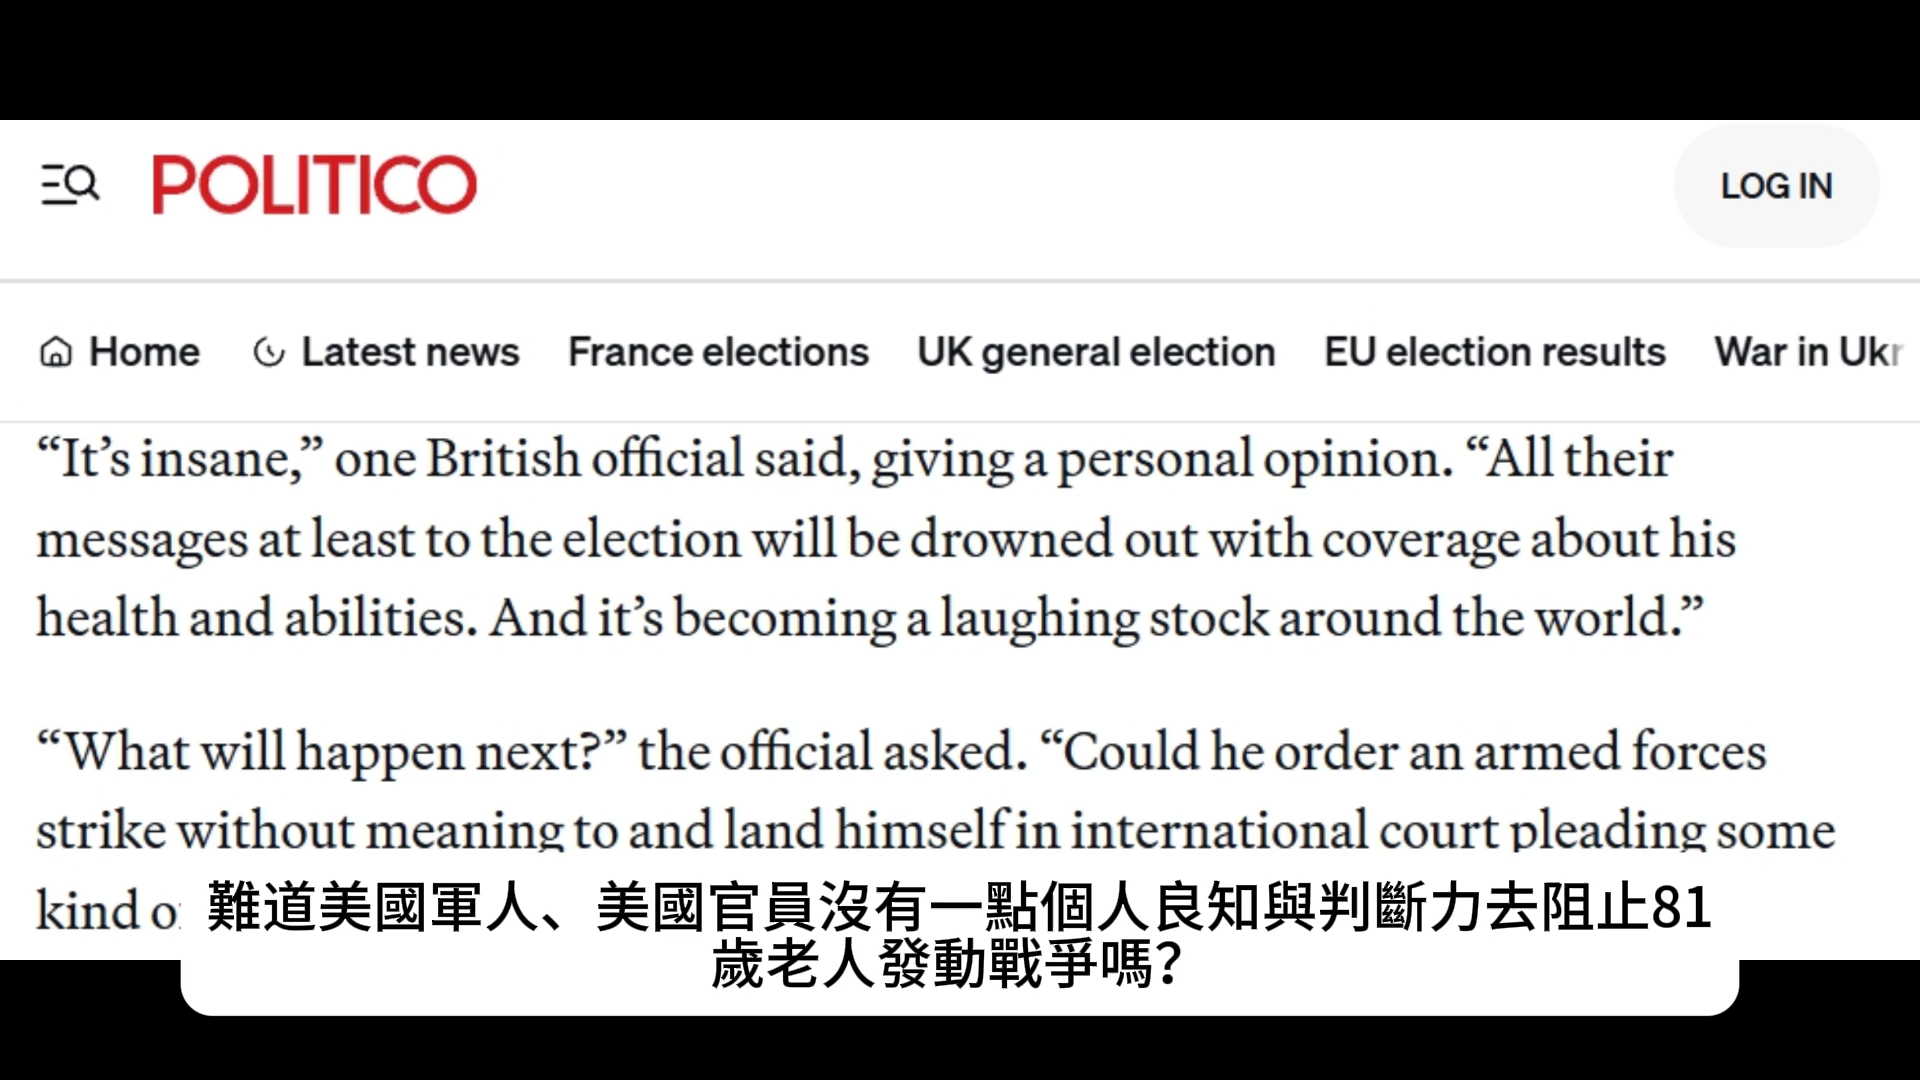 POLITICO
LOG IN
Home Latest news France elections UK general election EU election results War in Ukr
“It’s insane,” one British official said, giving a personal opinion. “All their
messages at least to the election will be drowned out with coverage about his
health and abilities. And it’s becoming a laughing stock around the world.”
“What will happen next?” the official asked. “Could he order an armed forces
strike without meaning to and land himself in international court pleading some
kind
難道美國軍人、美國官員沒有一點個人良知與判斷力去阻止81
歲老人發動戰爭嗎？